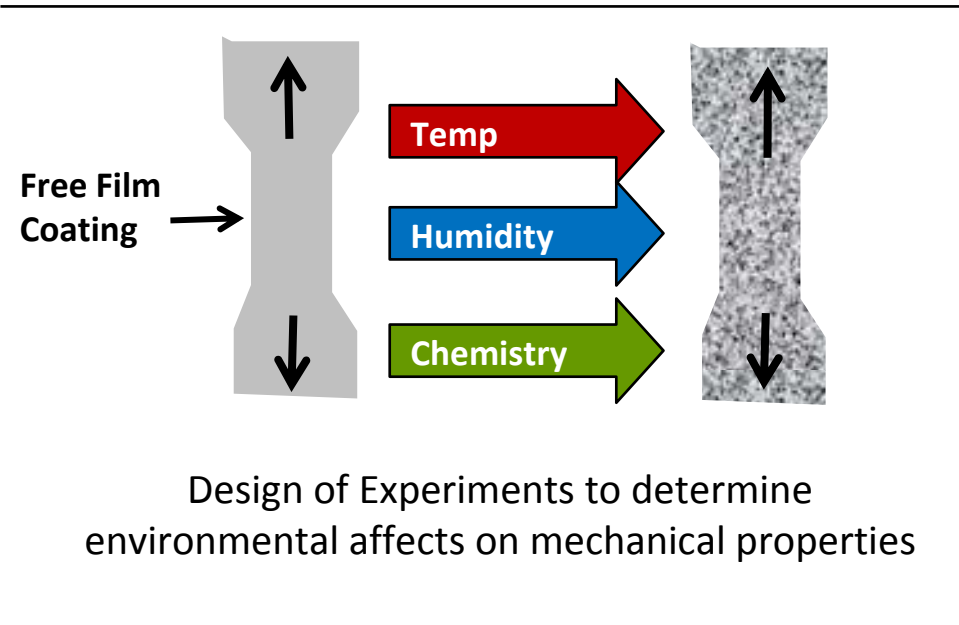 Free Film
Coating
Temp
Humidity
Chemistry
Design of Experiments to determine
environmental affects on mechanical properties